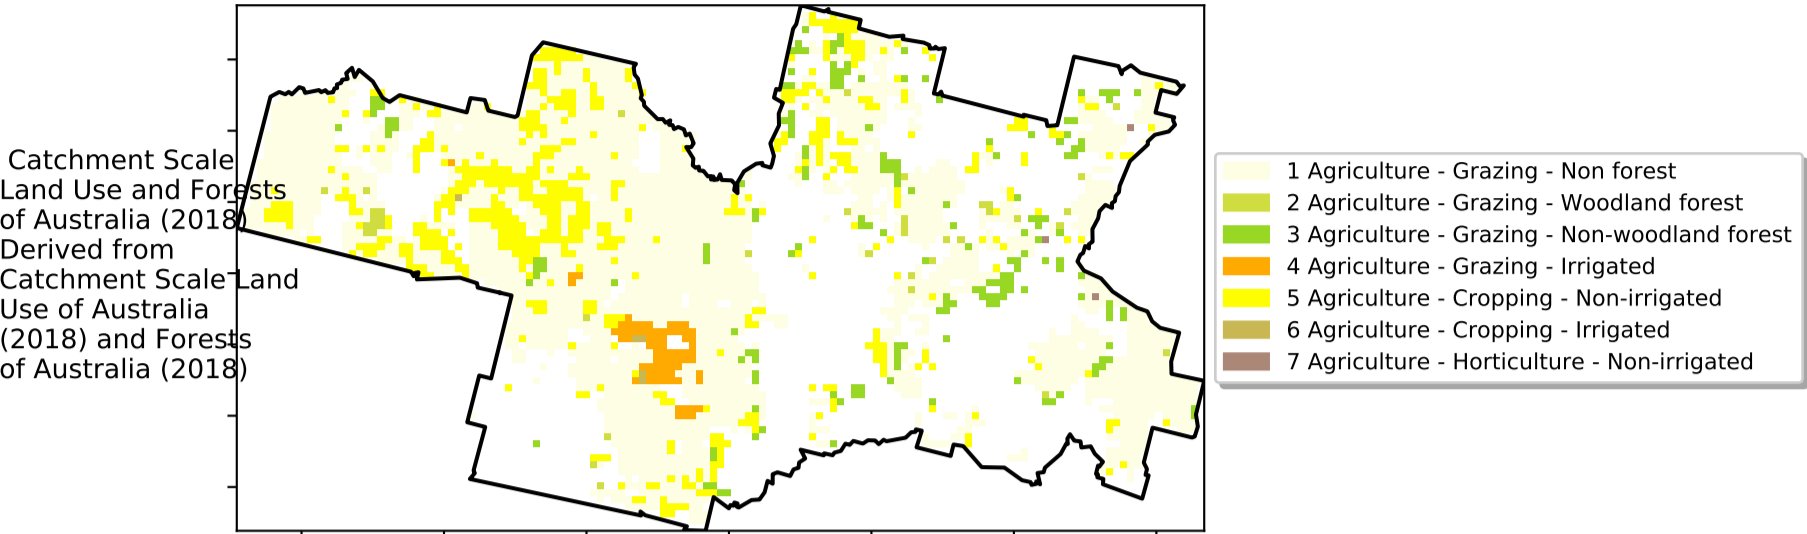 Catchment Scale
Land Use and Forests
of Australia (2018)
Derived from
Catchment Scale Land
Use of Australia
(2018) and Forests
of Australia (2018)
1 Agriculture - Grazing - Non forest
2 Agriculture - Grazing - Woodland forest
3 Agriculture - Grazing - Non-woodland forest
4 Agriculture - Grazing - Irrigated
5 Agriculture - Cropping - Non-irrigated
6 Agriculture - Cropping - Irrigated
7 Agriculture - Horticulture - Non-irrigated